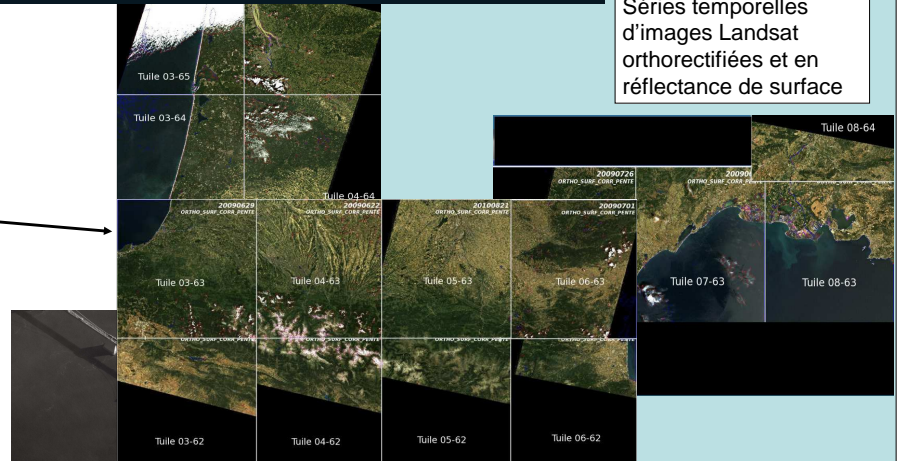 Séries temporelles
d'images Landsat
orthorectifiées et en
réflectance de surface
Tuile 03-65
Tuile 03-64
Tuile 04-64
Tuile 08-64
20090726
ORTHO_SURF_CORR_PENTE
20090629
ORTHO_SURF_CORR_PENTE
20090622
ORTHO_SURF_CORR_PENTE
20100821
ORTHO_SURF_CORR_PENTE
20090701
ORTHO_SURF_CORR_PENTE
Tuile 03-63
Tuile 04-63
Tuile 05-63
Tuile 06-63
Tuile 07-63
Tuile 08-63
Tuile 03-62
Tuile 04-62
Tuile 05-62
Tuile 06-62